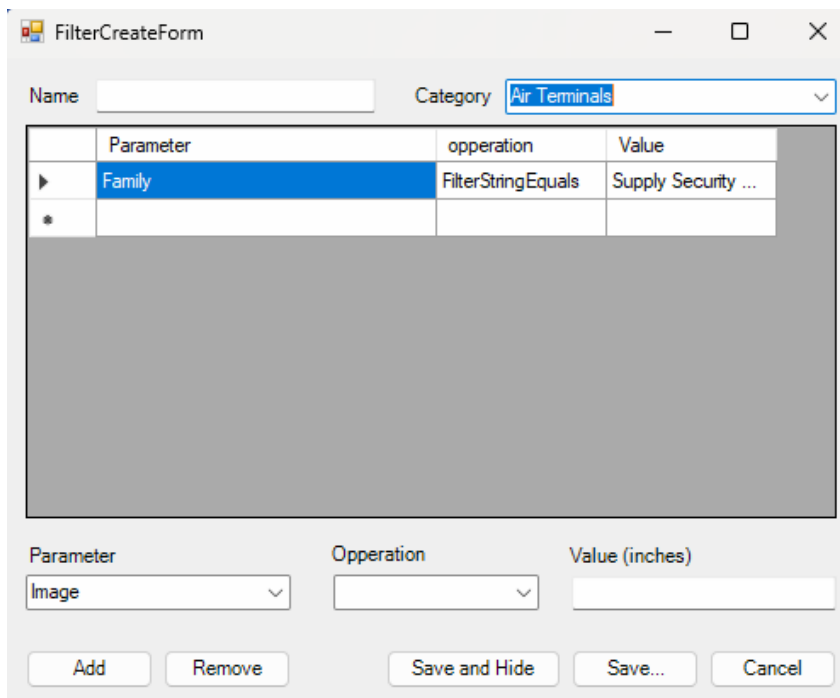 FilterCreateForm
Name Category Air Terminals
Parameter opperation Value
Family FilterStringEquals Supply Security ...
Parameter Opperation Value (inches)
Image
Add Remove Save and Hide Save... Cancel